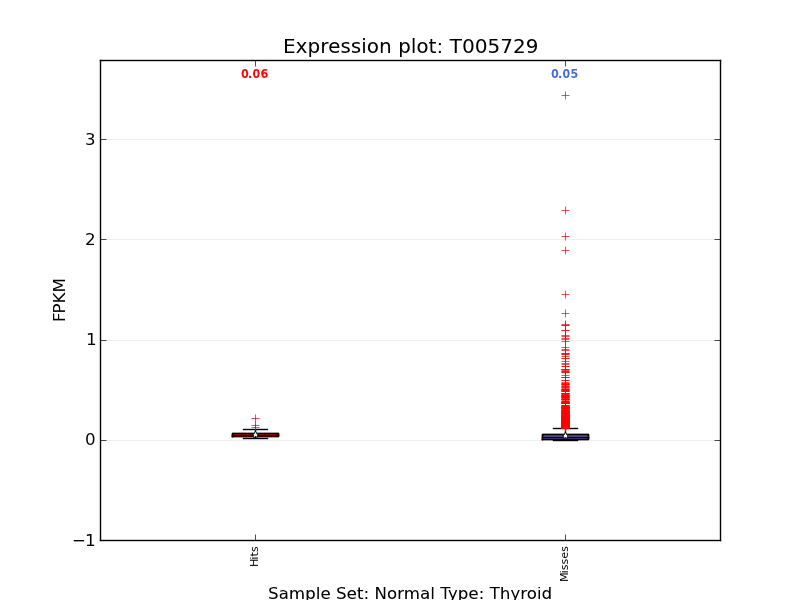 Expression plot: T005729
0.06
0.05
3
2
1
0
−1
FPKM
Hits
Misses
Sample Set: Normal Type: Thyroid